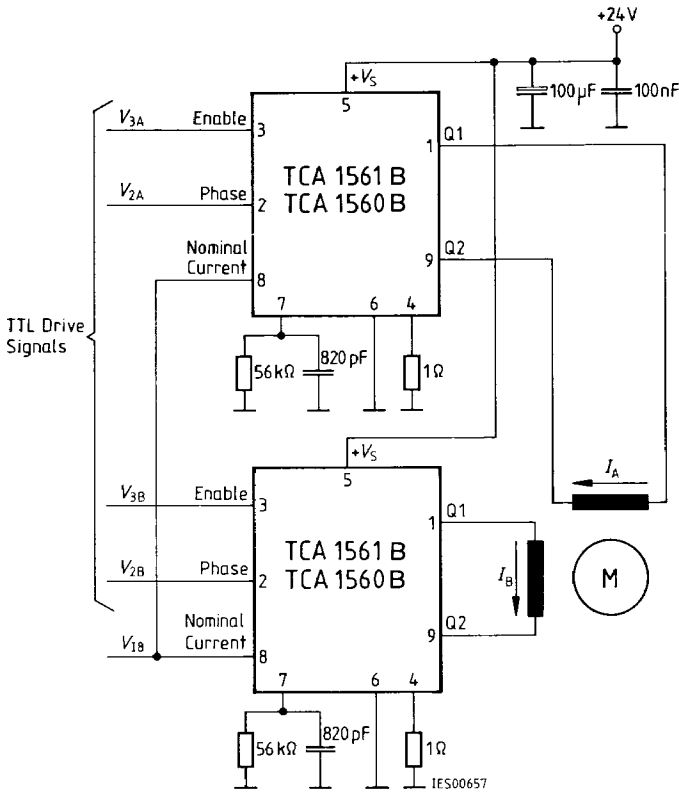 +24V
+VS
5
100µF
100nF
V3A
Enable
3
1
Q1
TCA 1561 B
TCA 1560 B
V2A
Phase
2
Nominal
Current
8
9
Q2
7
6
4
TTL Drive
Signals
56kΩ
820pF
1Ω
+VS
5
IA
V3B
Enable
3
1
Q1
TCA 1561 B
TCA 1560 B
IB
M
V2B
Phase
2
Nominal
Current
V18
8
9
Q2
7
6
4
56kΩ
820pF
1Ω
IES00657